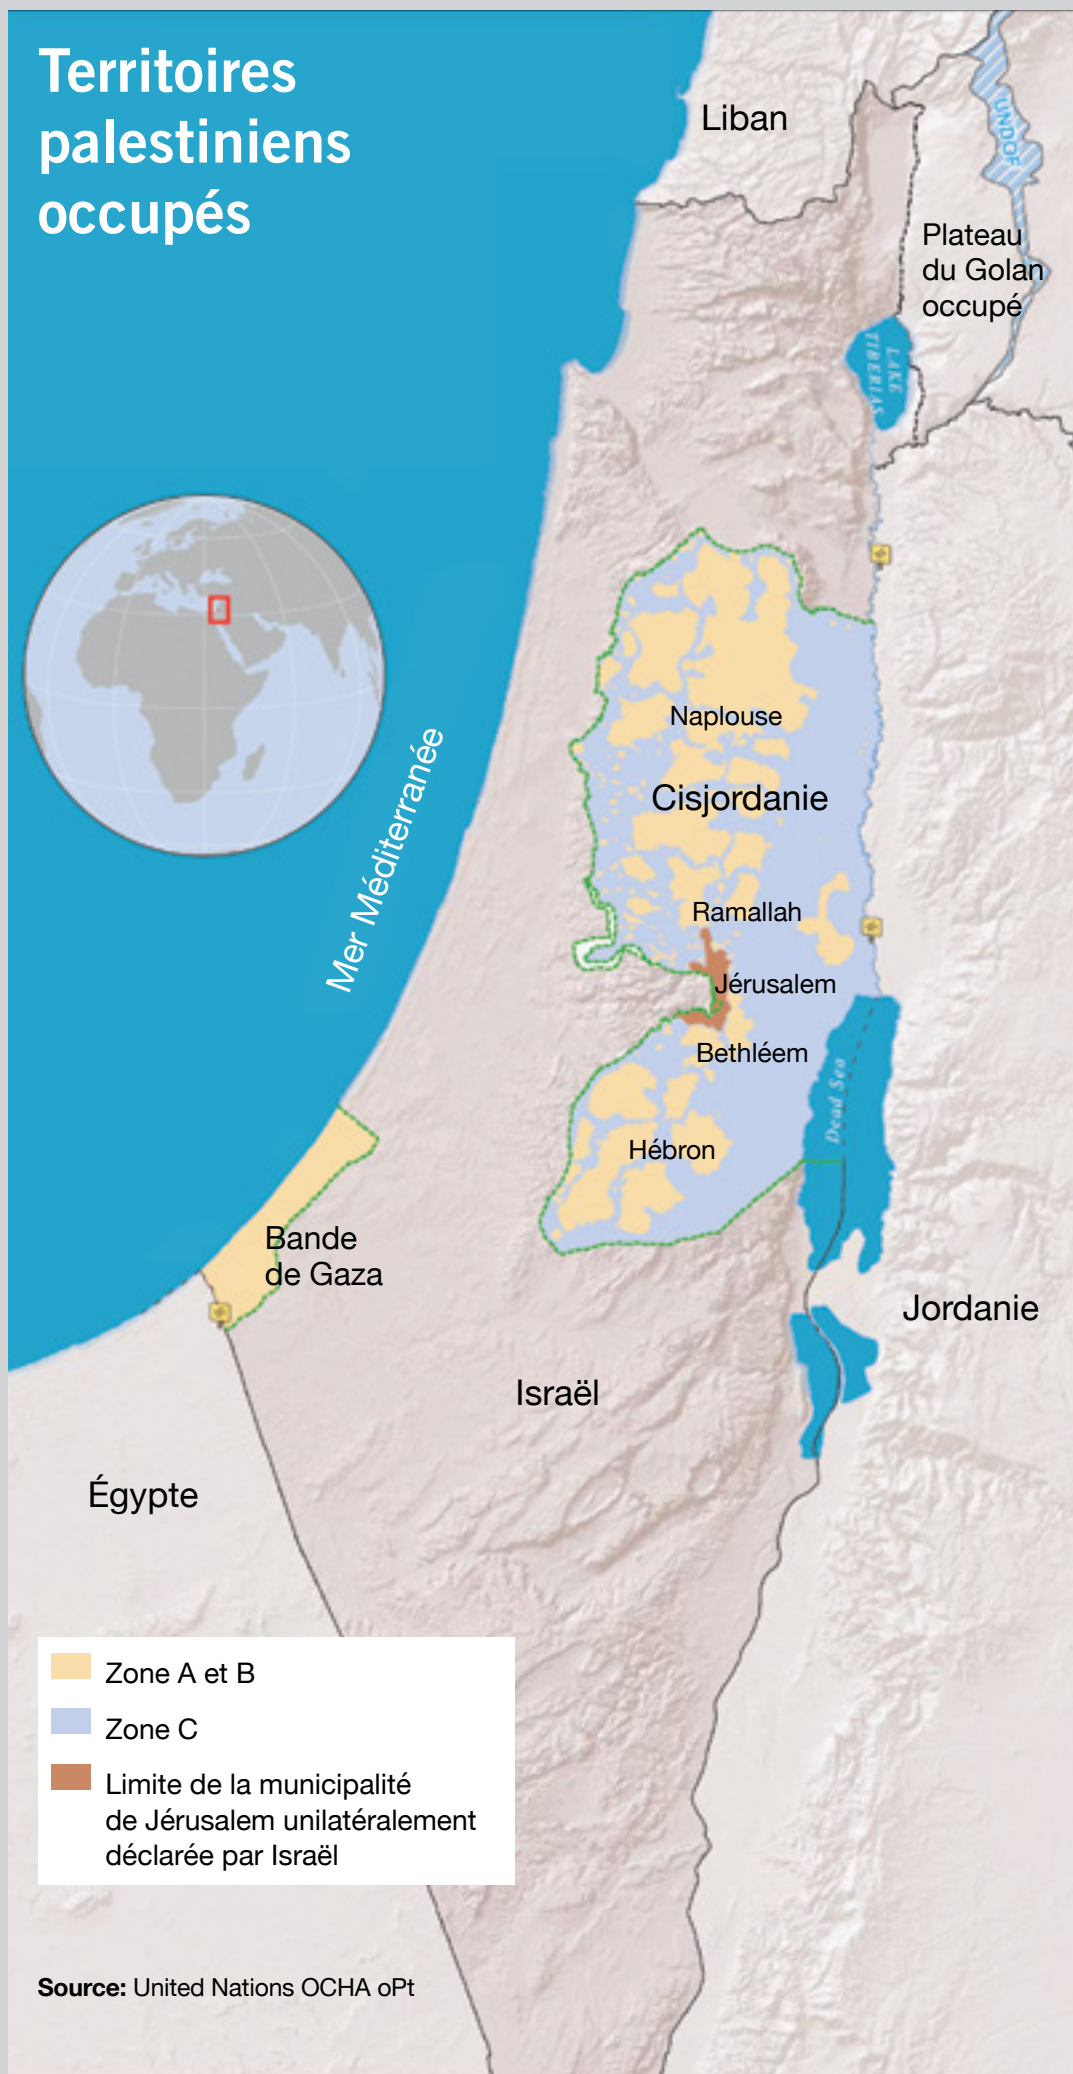 Territoires
palestiniens
occupés
Liban
UNDOF
Plateau
du Golan
occupé
LAKE
TIBERIAS
Naplouse
Mer Méditerranée
Cisjordanie
Ramallah
Jérusalem
Bethléem
Dead Sea
Hébron
Bande
de Gaza
Jordanie
Israël
Égypte
Zone A et B
Zone C
Limite de la municipalité
de Jérusalem unilatéralement
déclarée par Israël
Source: United Nations OCHA oPt